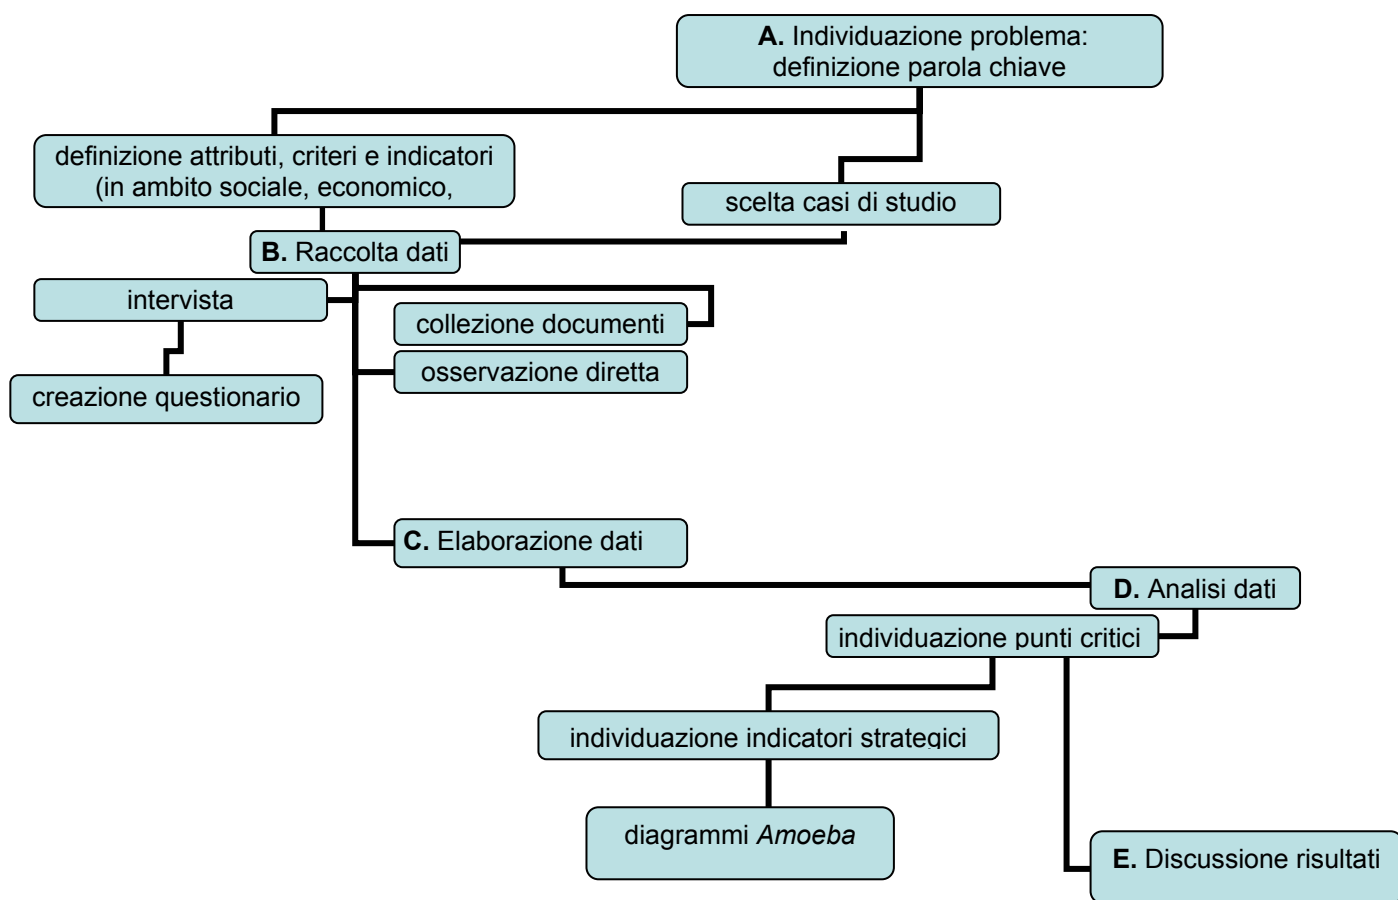 A. Individuazione problema:
definizione parola chiave
definizione attributi, criteri e indicatori
(in ambito sociale, economico,
scelta casi di studio
B. Raccolta dati
intervista
collezione documenti
osservazione diretta
creazione questionario
C. Elaborazione dati
D. Analisi dati
individuazione punti critici
individuazione indicatori strategici
diagrammi Amoeba
E. Discussione risultati